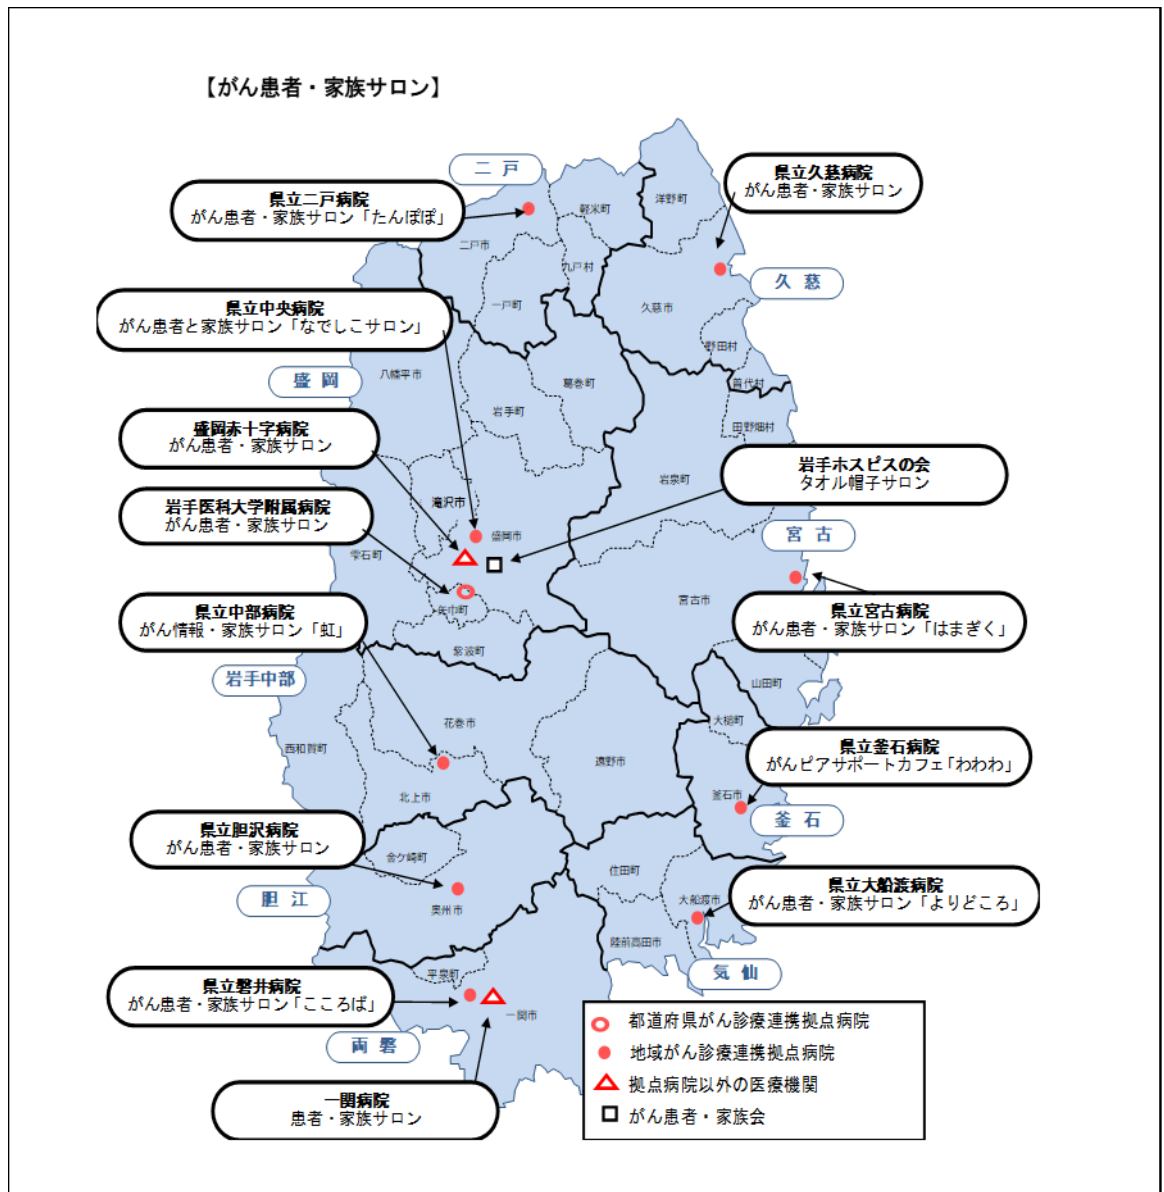 【がん患者・家族サロン】
二戸
県立二戸病院
がん患者・家族サロン「たんぽぽ」
県立久慈病院
がん患者・家族サロン
洋野町
軽米町
二戸市
九戸村
一戸町
久慈市
久慈
野田村
普代村
県立中央病院
がん患者と家族サロン「なでしこサロン」
盛岡
八幡平市
葛巻町
岩手町
田野畑村
盛岡赤十字病院
がん患者・家族サロン
岩手ホスピスの会
タオル帽子サロン
岩泉町
滝沢市
岩手医科大学附属病院
がん患者・家族サロン
盛岡市
宮古
雫石町
宮古市
矢巾町
県立中部病院
がん情報・家族サロン「虹」
県立宮古病院
がん患者・家族サロン「はまぎく」
紫波町
岩手中部
山田町
花巻市
大槌町
西和賀町
遠野市
県立釜石病院
がんピアサポートカフェ「わわわ」
北上市
釜石市
釜石
県立胆沢病院
がん患者・家族サロン
金ケ崎町
住田町
胆江
奥州市
大船渡市
県立大船渡病院
がん患者・家族サロン「よりどころ」
陸前高田市
気仙
平泉町
県立磐井病院
がん患者・家族サロン「こころば」
一関市
両磐
一関病院
患者・家族サロン
都道府県がん診療連携拠点病院
地域がん診療連携拠点病院
拠点病院以外の医療機関
がん患者・家族会